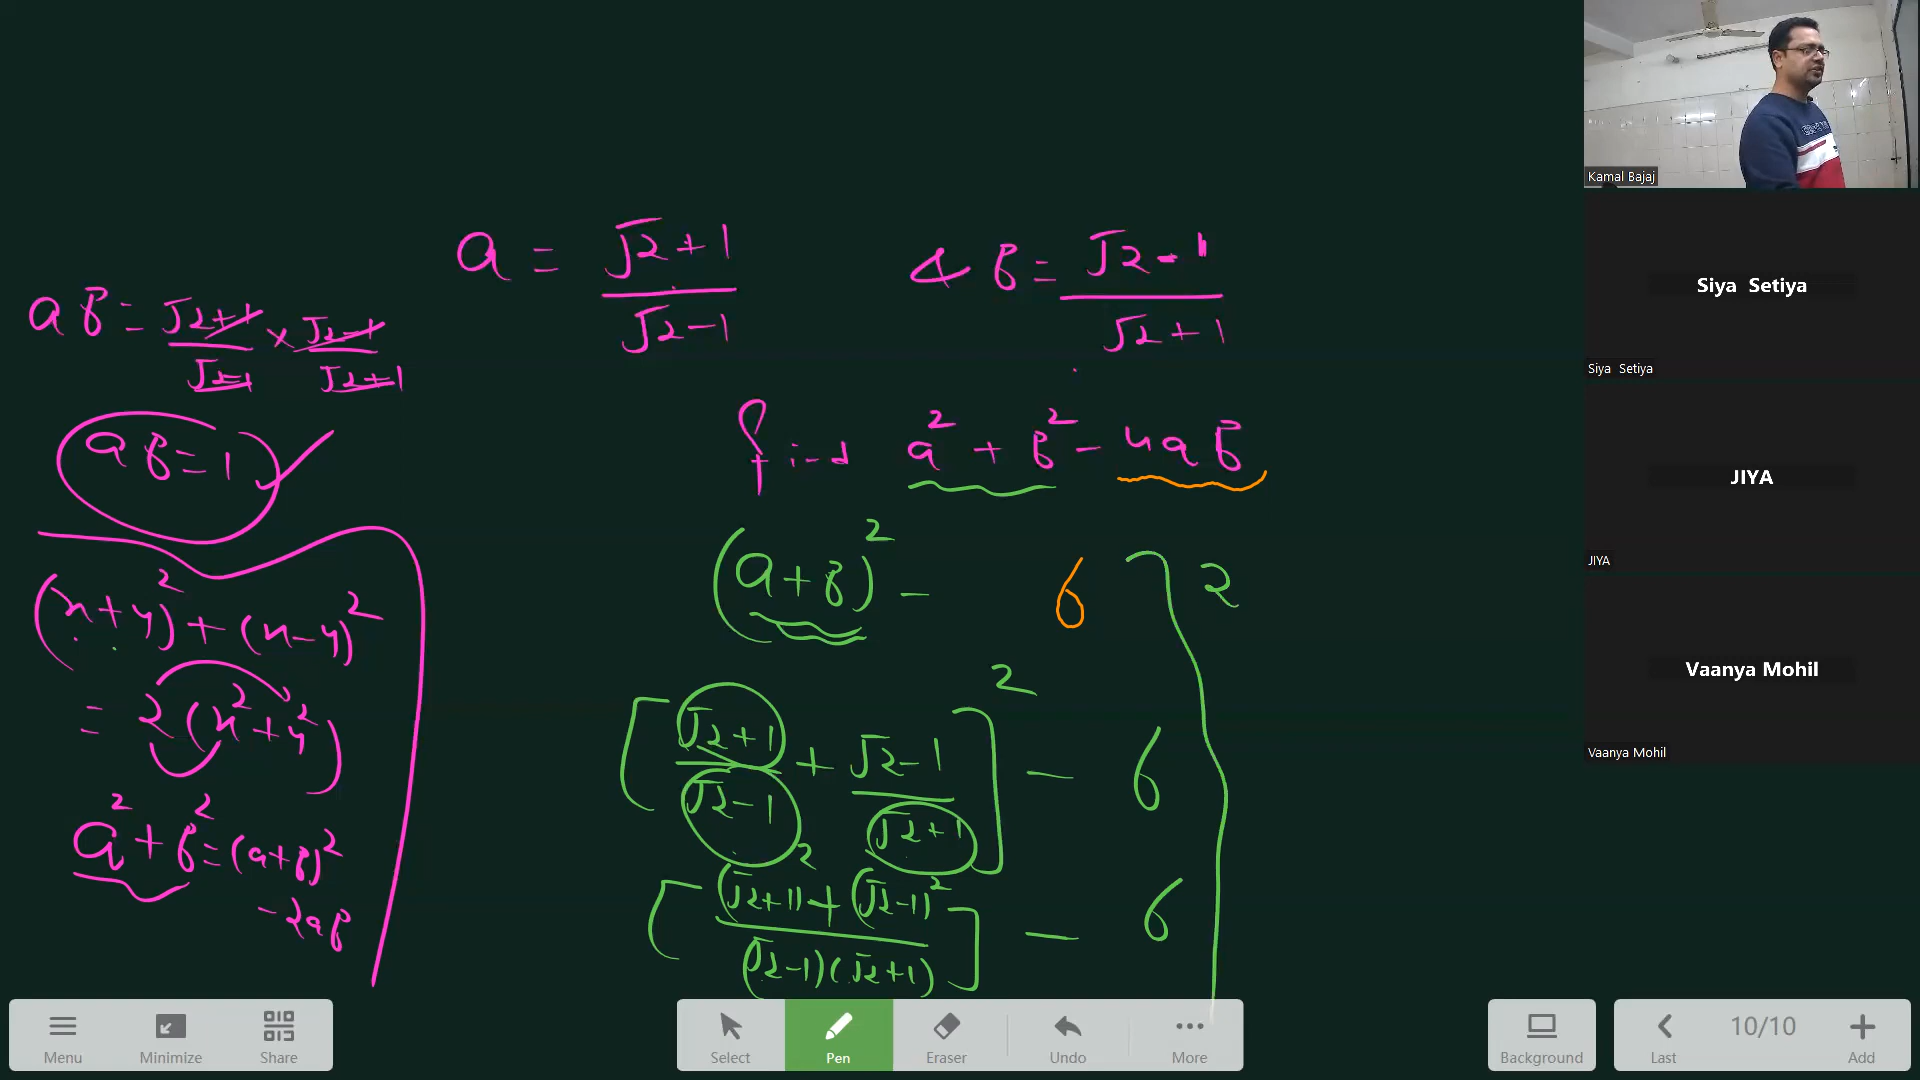 a = √2+1 / √2-1 & b = √2-1 / √2+1
ab = √2+1 / √2-1 × √2-1 / √2+1
ab = 1
find a² + b² - 4ab
(a+b)² - 6
2
(x+y)² + (x-y)²
= 2(x²+y²)
a² + b² = (a+b)²
- 2ab
[√2+1 / √2-1 + √2-1 / √2+1]² - 6
[(√2+1)² + (√2-1)² / (√2-1)(√2+1)] - 6
Kamal Bajaj
Siya Setiya
Siya Setiya
JIYA
JIYA
Vaanya Mohil
Vaanya Mohil
Menu
Minimize
Share
Select
Pen
Eraser
Undo
More
Background
Last
10/10
Add